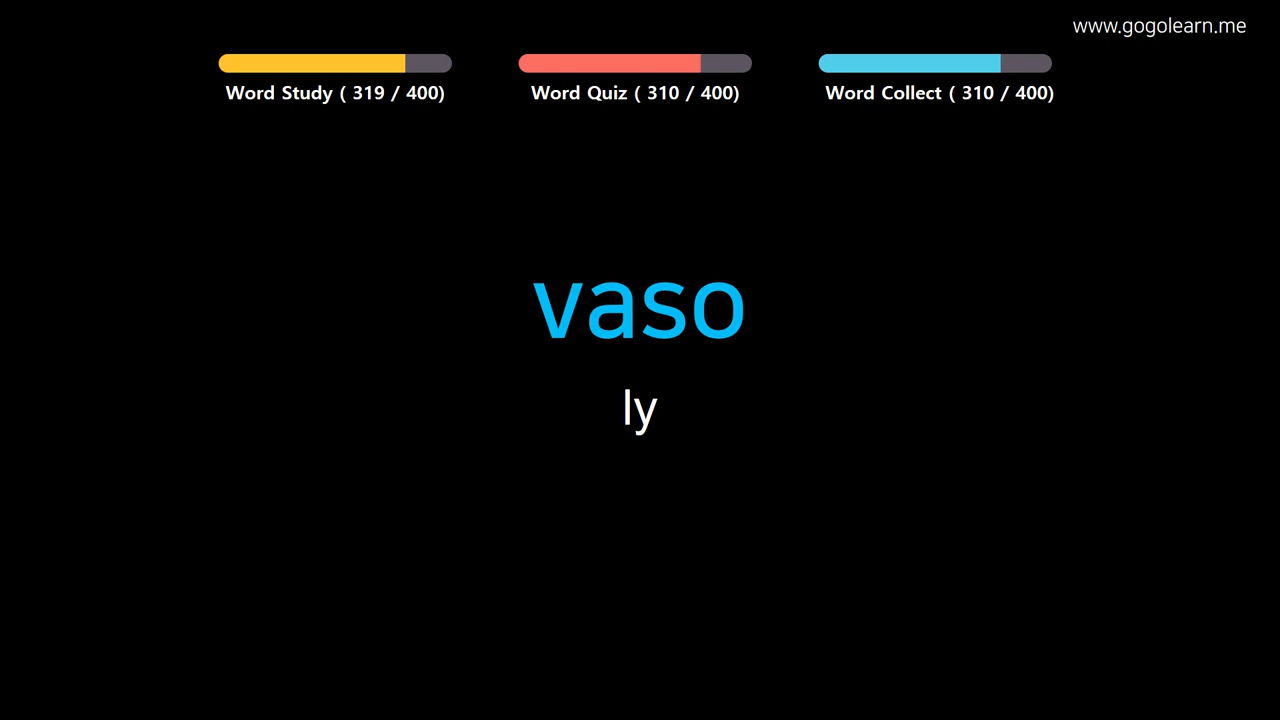 www.gogolearn.me
Word Study ( 319 / 400)
Word Quiz ( 310 / 400)
Word Collect ( 310 / 400)
vaso
ly